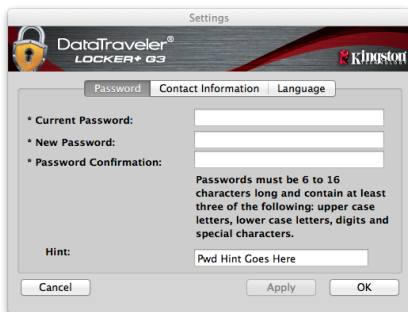 Settings
DataTraveler®
LOCKER+ G3
Kingston
TECHNOLOGY
Password Contact Information Language
* Current Password:
* New Password:
* Password Confirmation:
Passwords must be 6 to 16
characters long and contain at least
three of the following: upper case
letters, lower case letters, digits and
special characters.
Hint: Pwd Hint Goes Here
Cancel Apply OK